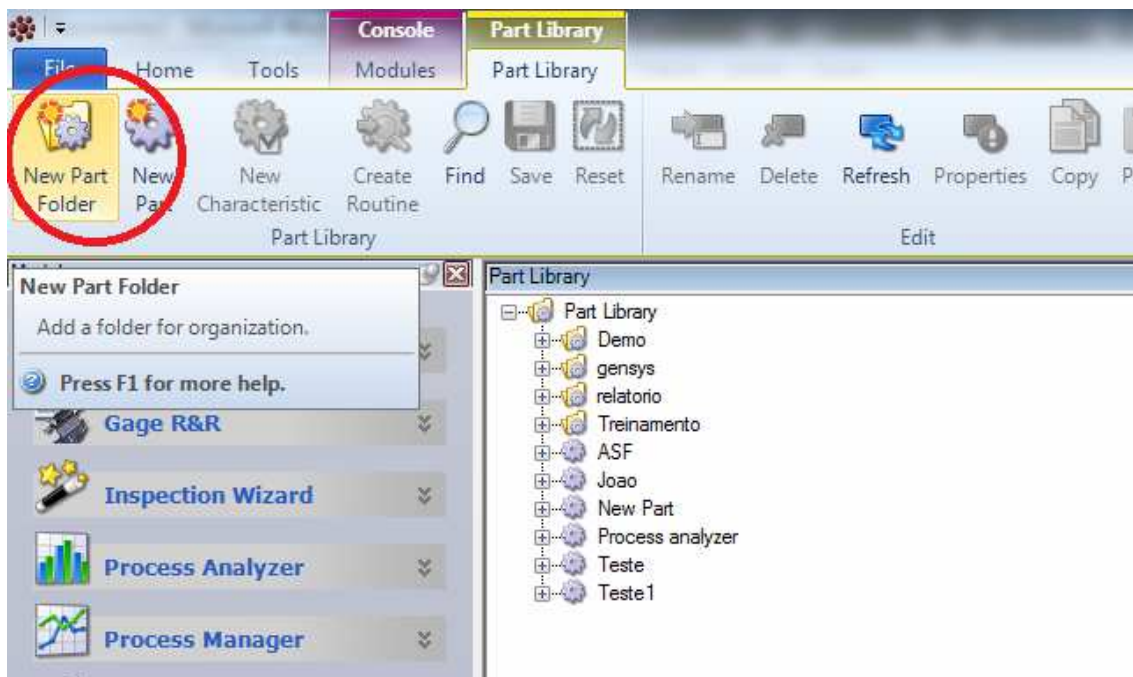 Console Part Library
File Home Tools Modules Part Library
New Part Folder
New Part
New Characteristic
Create Routine
Find
Save
Reset
Rename
Delete
Refresh
Properties
Copy
Part Library
Edit
New Part Folder
Add a folder for organization.
Press F1 for more help.
Gage R&R
Inspection Wizard
Process Analyzer
Process Manager
Part Library
Part Library
Demo
gensys
relatorio
Treinamento
ASF
Joao
New Part
Process analyzer
Teste
Teste1